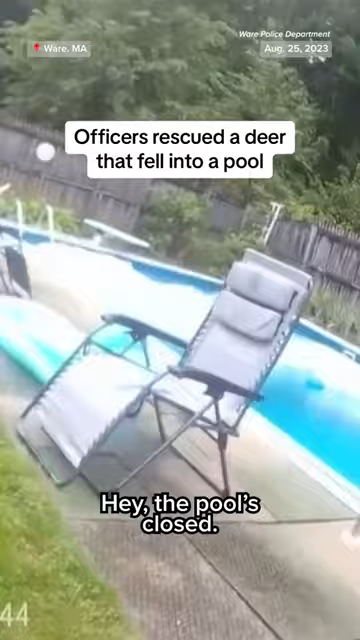 Ware Police Department
Ware, MA
Aug. 25, 2023
Officers rescued a deer
that fell into a pool
Hey, the pool's
closed.
44